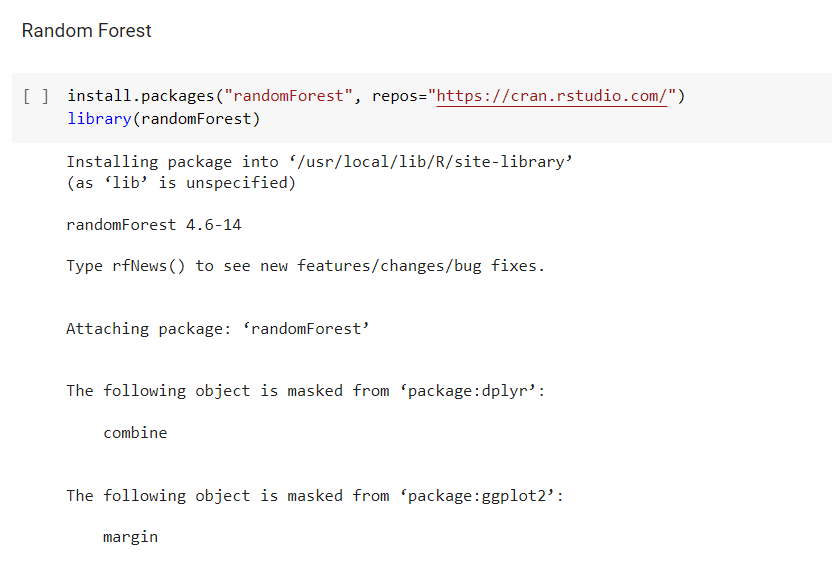 Random Forest
[ ] install.packages("randomForest", repos="https://cran.rstudio.com/")
library(randomForest)
Installing package into ‘/usr/local/lib/R/site-library’
(as ‘lib’ is unspecified)
randomForest 4.6-14
Type rfNews() to see new features/changes/bug fixes.
Attaching package: ‘randomForest’
The following object is masked from ‘package:dplyr’:
combine
The following object is masked from ‘package:ggplot2’:
margin